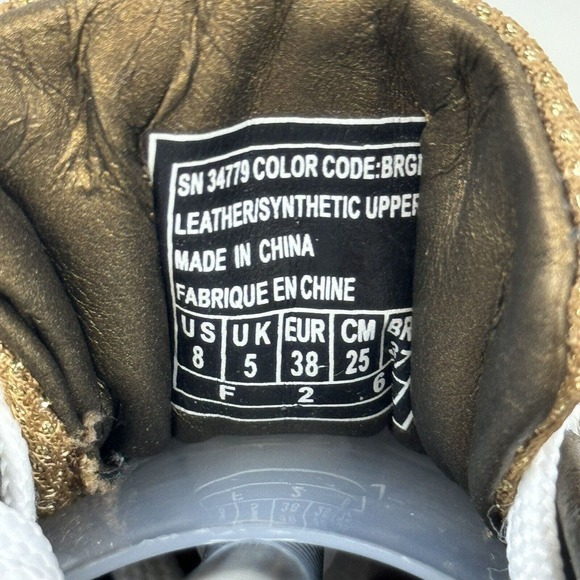 SN 34779 COLOR CODE:BRG
LEATHER/SYNTHETIC UPPER
MADE IN CHINA
FABRIQUE EN CHINE
US UK EUR CM BR
8 5 38 25
F 2 6